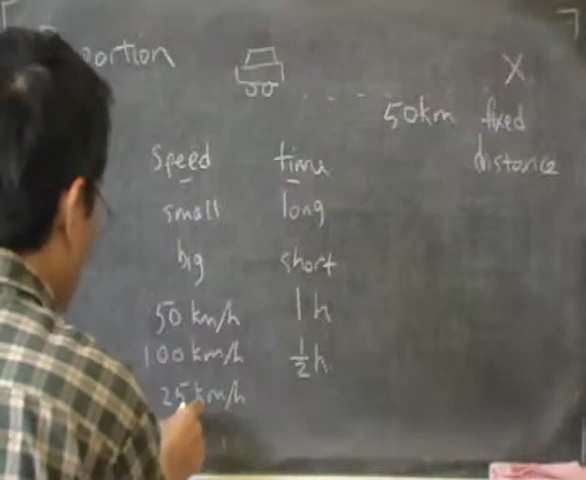 portion
X
50km fixed
distance
speed time
small long
big short
50 km/h 1 h
100 km/h 1/2 h
25 km/h